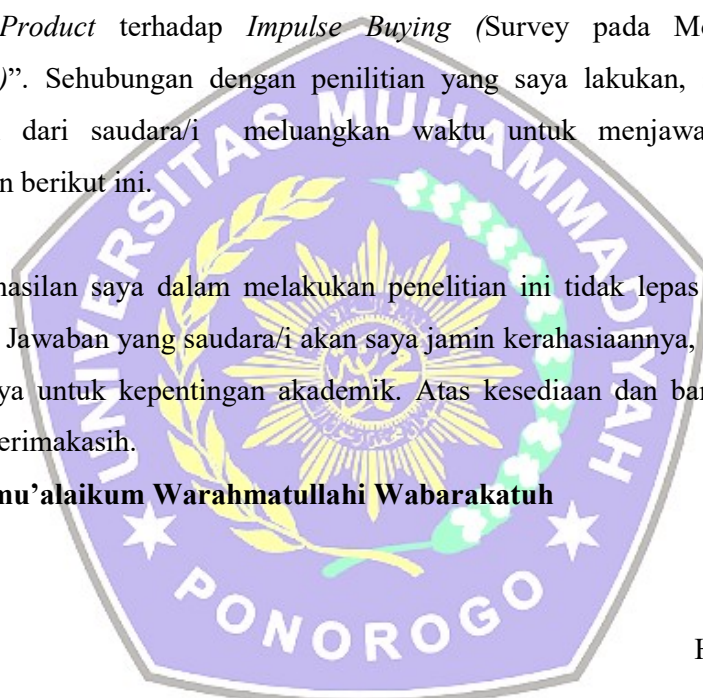 Product terhadap Impulse Buying (Survey pada Mo
)”. Sehubungan dengan penilitian yang saya lakukan,
dari saudara/i meluangkan waktu untuk menjawa
n berikut ini.
hasilan saya dalam melakukan penelitian ini tidak lepas
Jawaban yang saudara/i akan saya jamin kerahasiaannya,
ya untuk kepentingan akademik. Atas kesediaan dan ban
erimakasih.
mu’alaikum Warahmatullahi Wabarakatuh
H
UNIVERSITAS MUHAMMADIYAH
PONOROGO